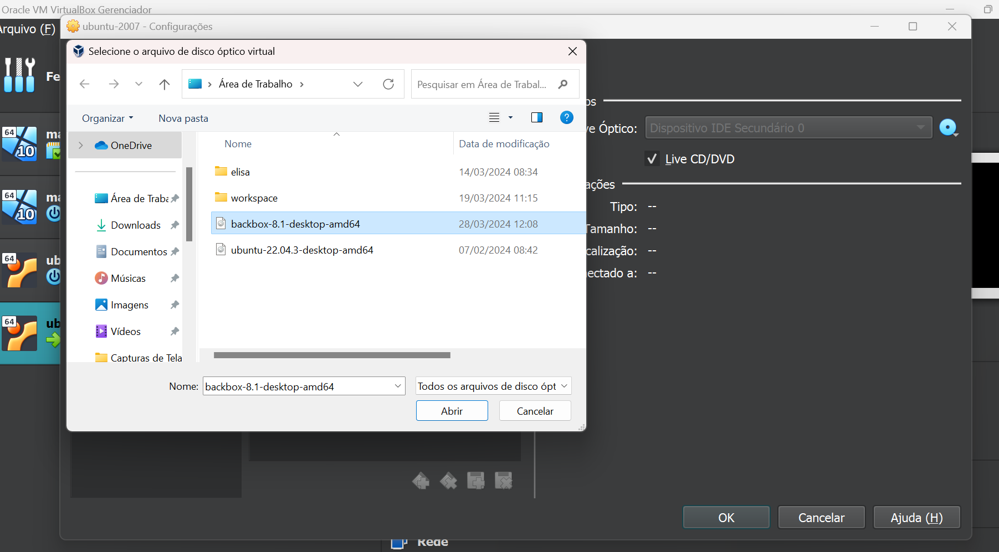 Oracle VM VirtualBox Gerenciador
Arquivo (F)
ubuntu-2007 - Configurações
Selecione o arquivo de disco óptico virtual
Área de Trabalho
Pesquisar em Área de Trabal...
Organizar
Nova pasta
OneDrive
Área de Traba
Downloads
Documentos
Músicas
Imagens
Vídeos
Capturas de Tela
Nome
Data de modificação
elisa
14/03/2024 08:34
workspace
19/03/2024 11:15
backbox-8.1-desktop-amd64
28/03/2024 12:08
ubuntu-22.04.3-desktop-amd64
07/02/2024 08:42
Nome: backbox-8.1-desktop-amd64
Todos os arquivos de disco ópt
Abrir
Cancelar
Fe
64
10
ma
64
10
ma
64
ub
64
ub
os
ve Óptico: Dispositivo IDE Secundário 0
Live CD/DVD
ações
Tipo: --
Tamanho: --
calização: --
nectado a: --
OK
Cancelar
Ajuda (H)
Rede